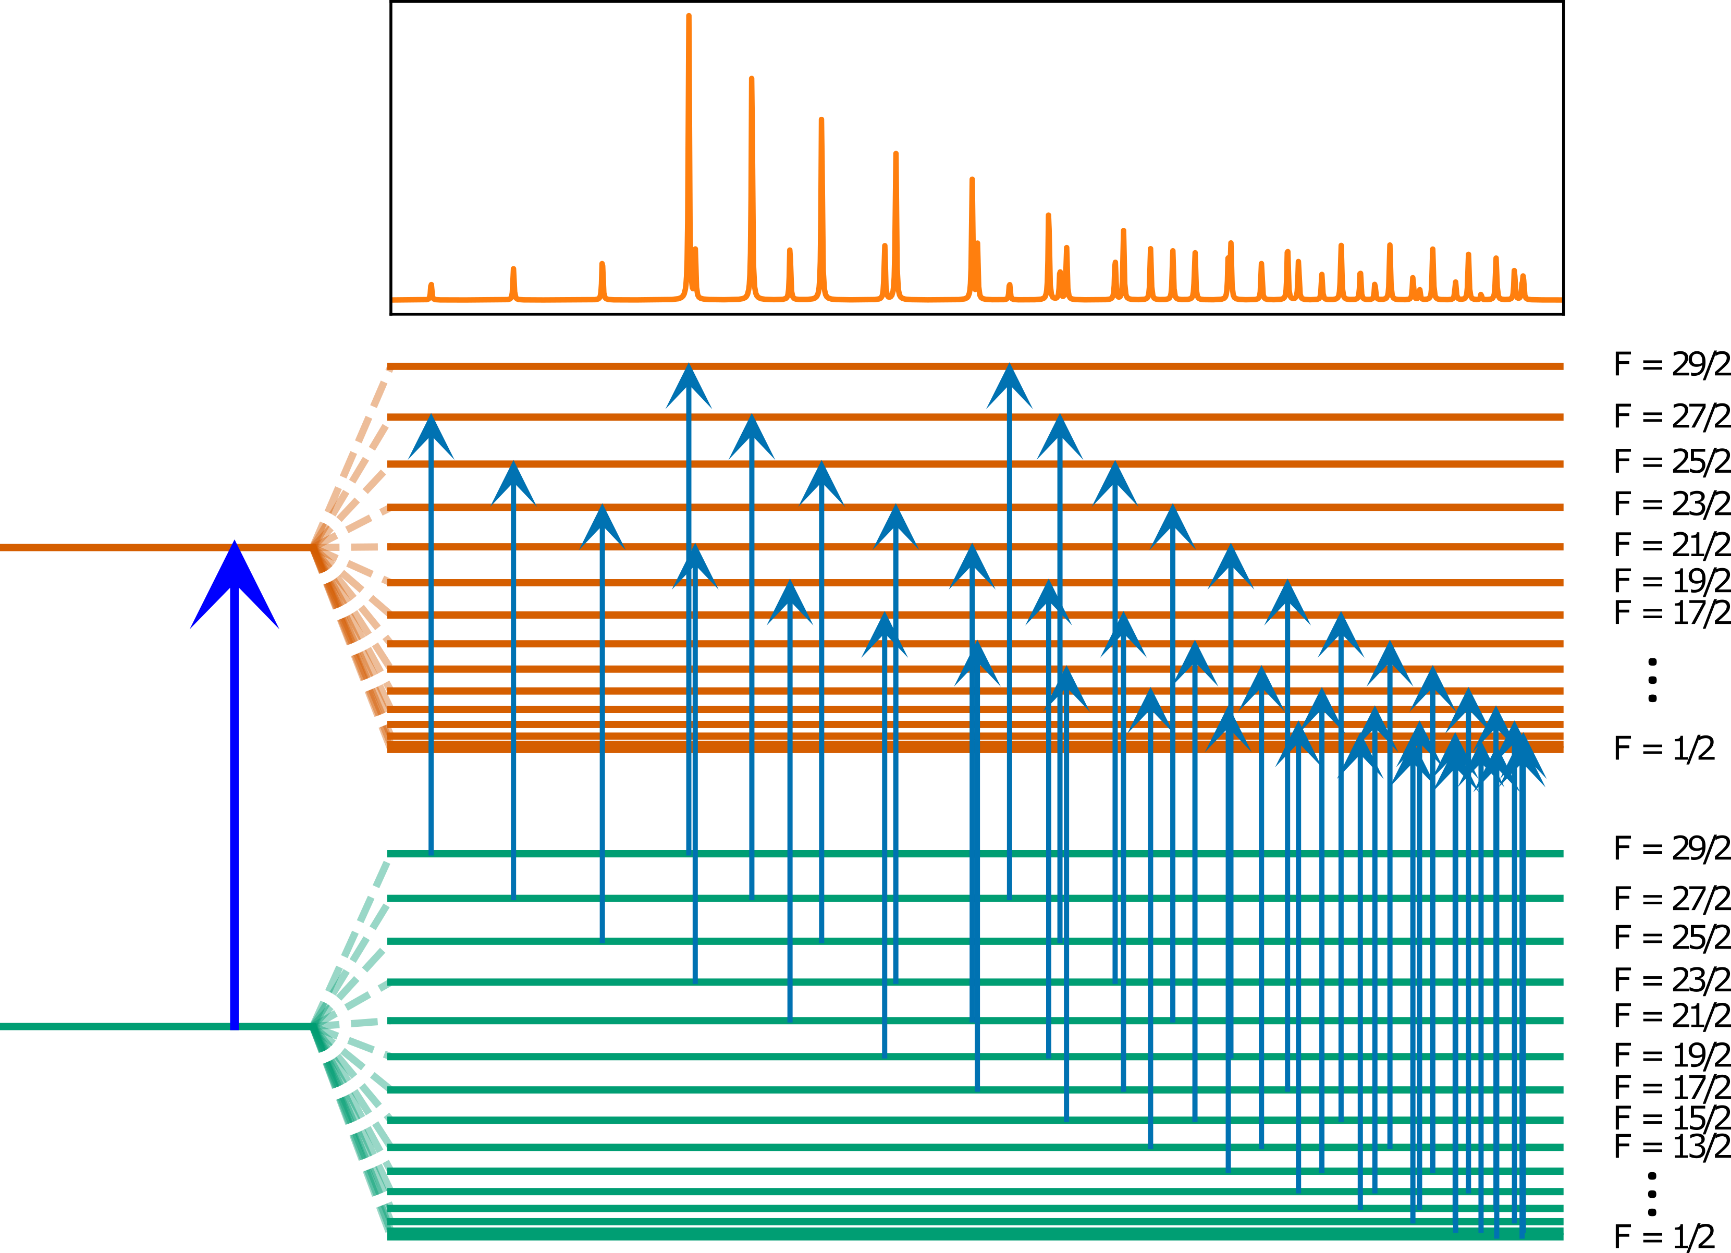 F = 29/2
F = 27/2
F = 25/2
F = 23/2
F = 21/2
F = 19/2
F = 17/2
⋮
F = 1/2
F = 29/2
F = 27/2
F = 25/2
F = 23/2
F = 21/2
F = 19/2
F = 17/2
F = 15/2
F = 13/2
⋮
F = 1/2